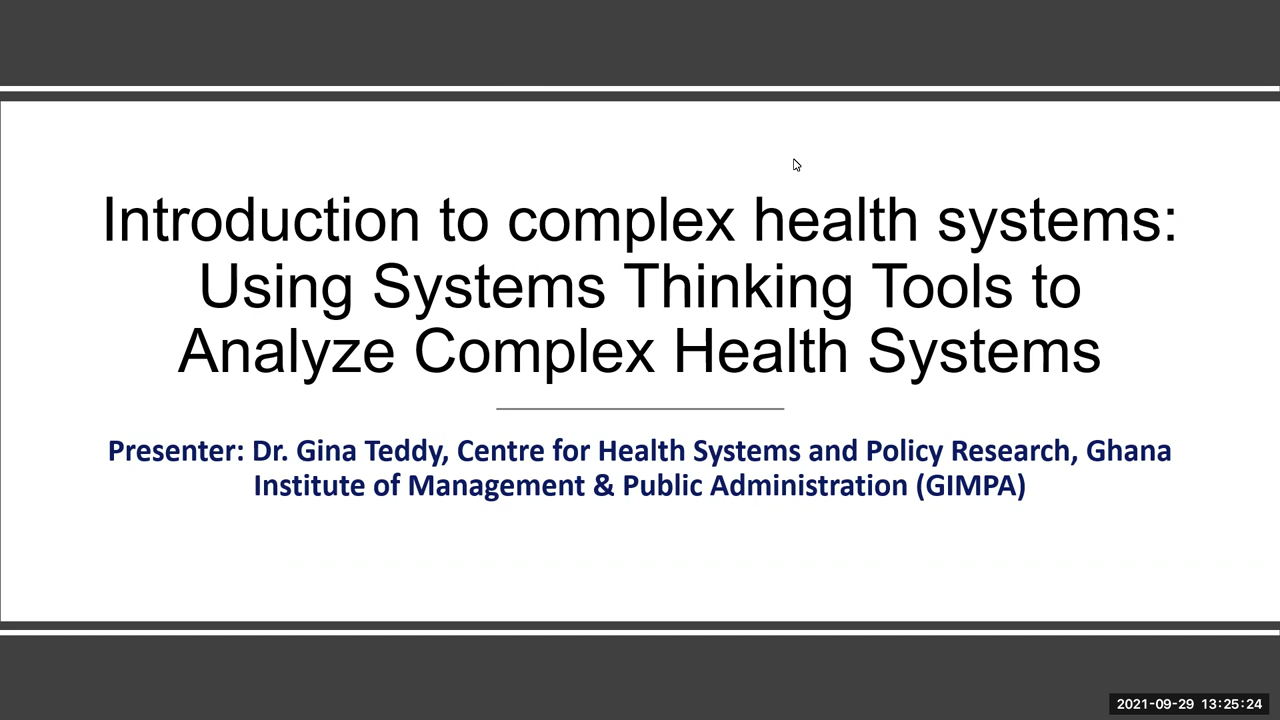 Introduction to complex health systems:
Using Systems Thinking Tools to
Analyze Complex Health Systems
Presenter: Dr. Gina Teddy, Centre for Health Systems and Policy Research, Ghana
Institute of Management & Public Administration (GIMPA)
2021-09-29 13:25:24